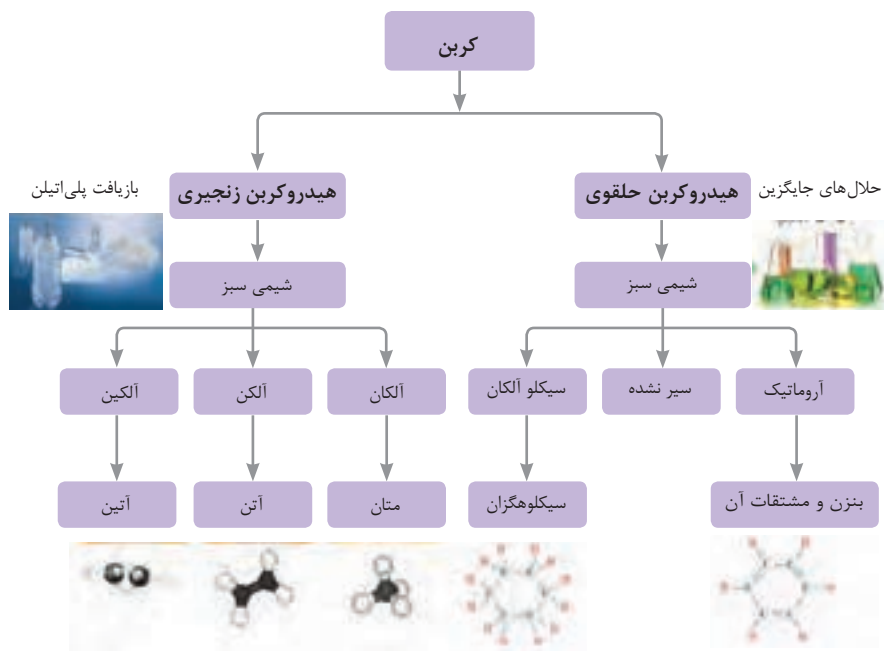 کربن
حلال‌های جایگزین
هیدروکربن حلقوی
هیدروکربن زنجیری
بازیافت پلی‌اتیلن
شیمی سبز
شیمی سبز
آروماتیک
سیر نشده
سیکلو آلکان
آلکان
آلکن
آلکین
بنزن و مشتقات آن
سیکلوهگزان
متان
آتن
آتین